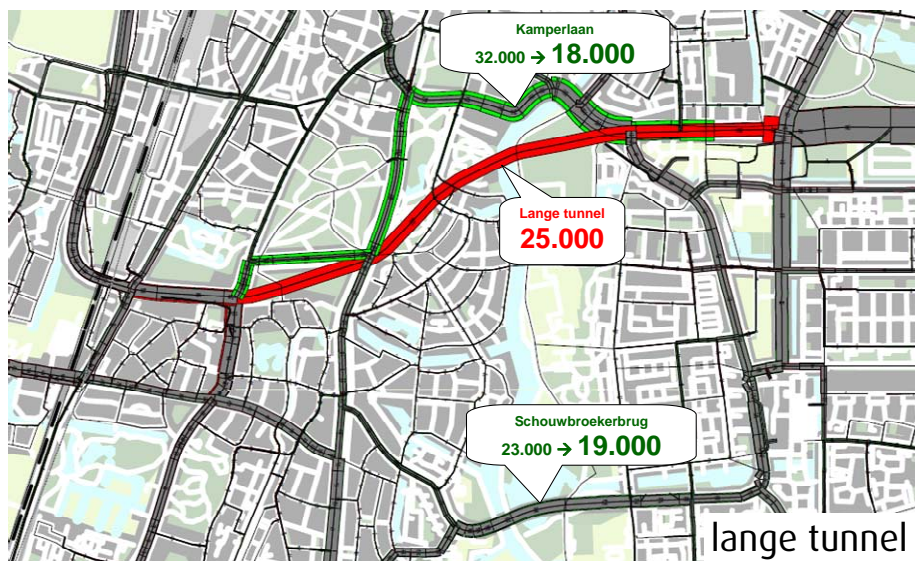 Kamperlaan
32.000 → 18.000
Lange tunnel
25.000
Schouwbroekerbrug
23.000 → 19.000
lange tunnel